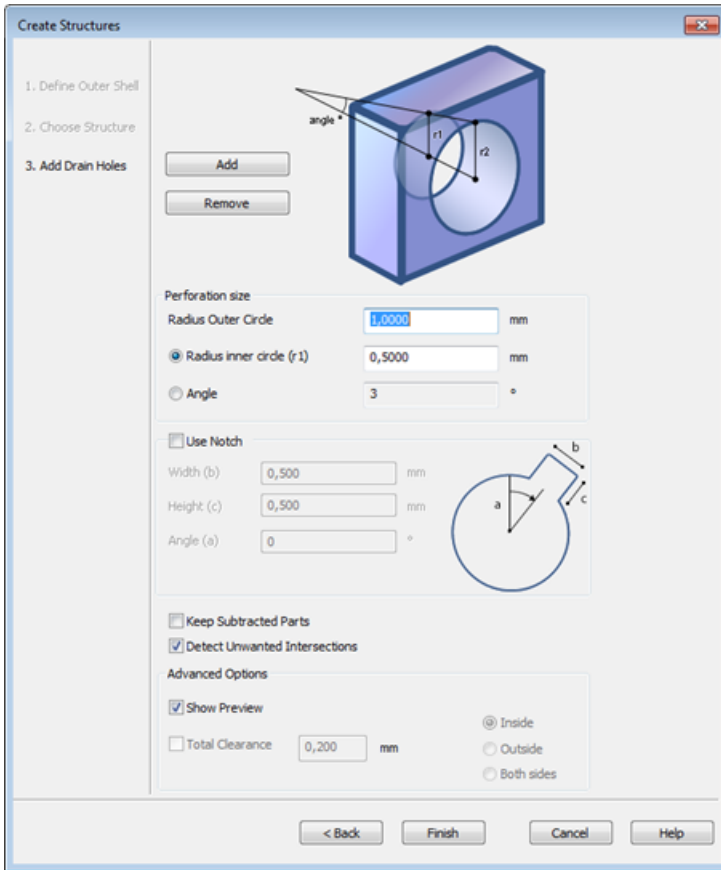 Create Structures
1. Define Outer Shell
2. Choose Structure
3. Add Drain Holes
Add
Remove
angle °
r1
r2
Perforation size
Radius Outer Circle 1,0000 mm
Radius inner circle (r1) 0,5000 mm
Angle 3 °
Use Notch
Width (b) 0,500 mm
Height (c) 0,500 mm
Angle (a) 0 °
b
c
a
Keep Subtracted Parts
Detect Unwanted Intersections
Advanced Options
Show Preview
Total Clearance 0,200 mm
Inside
Outside
Both sides
< Back Finish Cancel Help